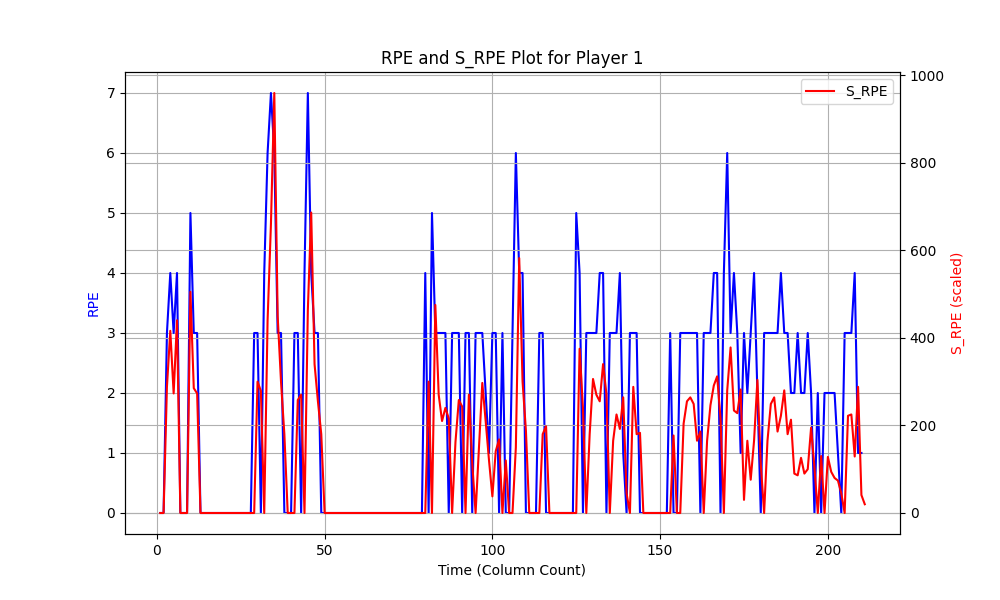 RPE and S_RPE Plot for Player 1
S_RPE
RPE
7
6
5
4
3
2
1
0
1000
800
600
400
200
0
S_RPE (scaled)
0 50 100 150 200
Time (Column Count)